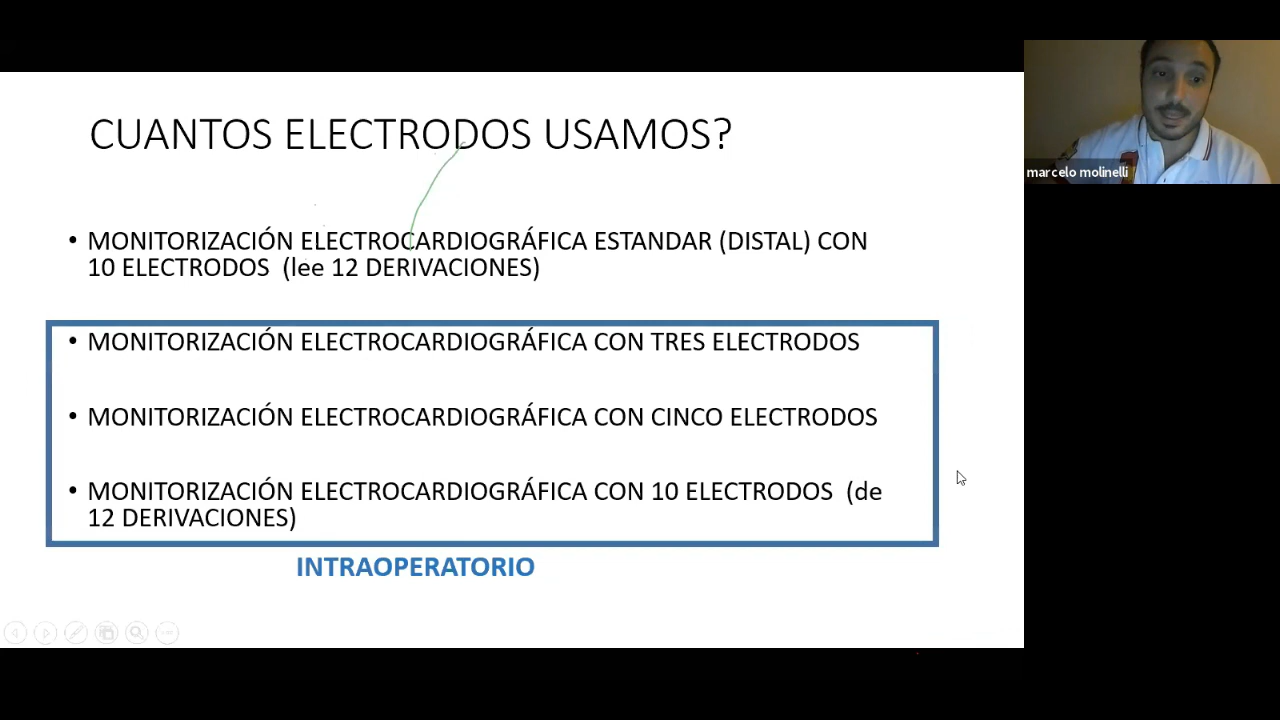 CUANTOS ELECTRODOS USAMOS?
marcelo molinelli
• MONITORIZACIÓN ELECTROCARDIOGRÁFICA ESTANDAR (DISTAL) CON
10 ELECTRODOS (lee 12 DERIVACIONES)
• MONITORIZACIÓN ELECTROCARDIOGRÁFICA CON TRES ELECTRODOS
• MONITORIZACIÓN ELECTROCARDIOGRÁFICA CON CINCO ELECTRODOS
• MONITORIZACIÓN ELECTROCARDIOGRÁFICA CON 10 ELECTRODOS (de
12 DERIVACIONES)
INTRAOPERATORIO